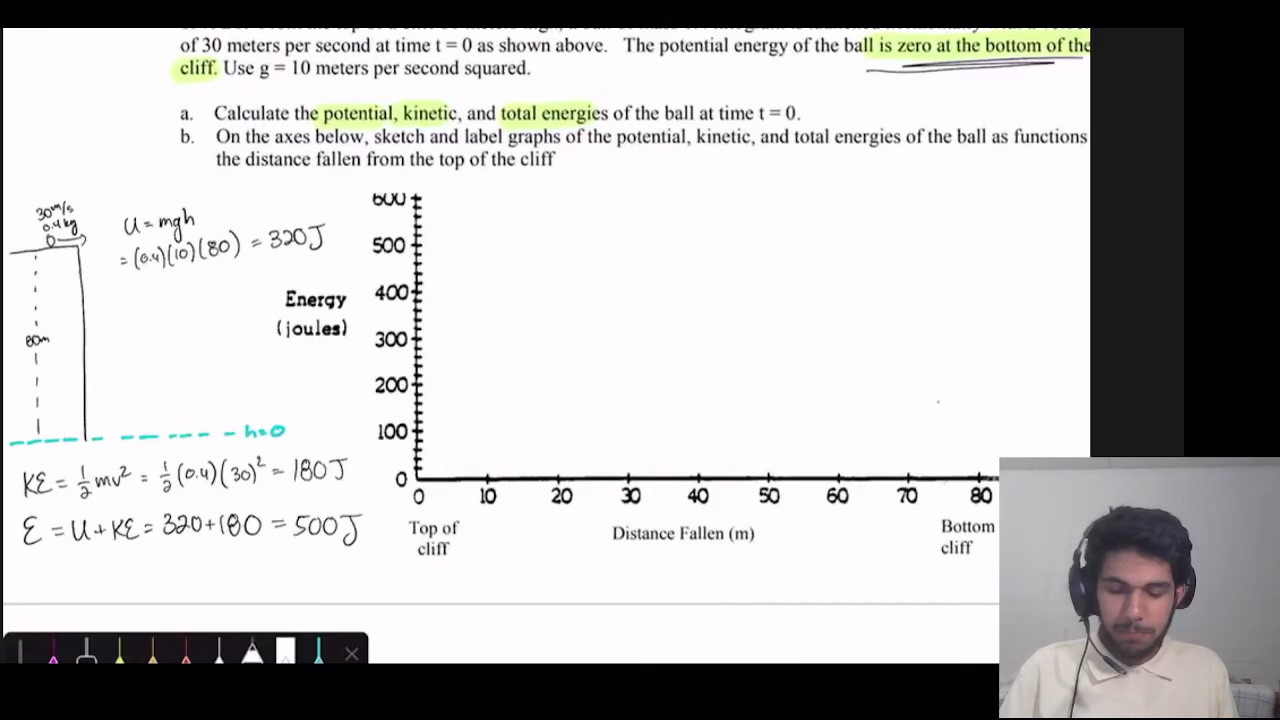 of 30 meters per second at time t = 0 as shown above. The potential energy of the ball is zero at the bottom of the
cliff. Use g = 10 meters per second squared.
a. Calculate the potential, kinetic, and total energies of the ball at time t = 0.
b. On the axes below, sketch and label graphs of the potential, kinetic, and total energies of the ball as functions
the distance fallen from the top of the cliff
30m/s
0.4kg
U = mgh
= (0.4)(10)(80) = 320J
80m
h=0
KE = 1/2 mv² = 1/2 (0.4)(30)² = 180J
E = U + KE = 320+180 = 500J
Energy
(joules)
600
500
400
300
200
100
0
0 10 20 30 40 50 60 70 80
Top of
cliff
Distance Fallen (m)
Bottom
cliff